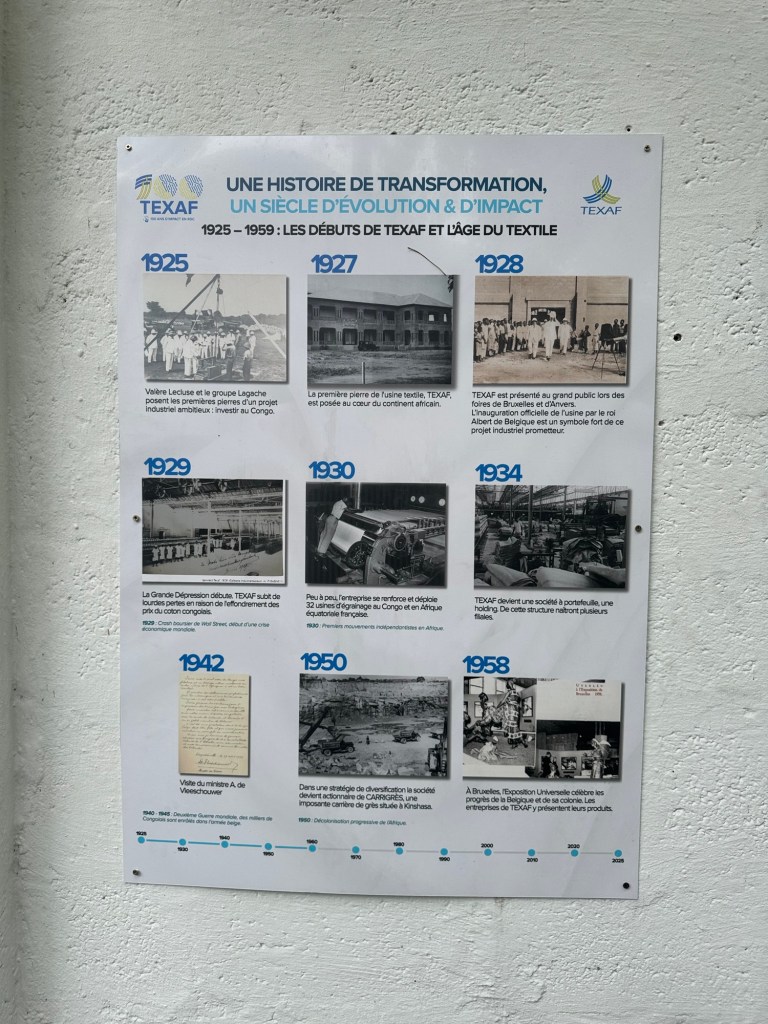 100
TEXAF
UNE HISTOIRE DE TRANSFORMATION,
UN SIÈCLE D'ÉVOLUTION & D'IMPACT
TEXAF
1925 – 1959 : LES DÉBUTS DE TEXAF ET L'ÂGE DU TEXTILE
1925
Valère Lecluse et le groupe Lagache
posent les premières pierres d'un projet
industriel ambitieux : investir au Congo.
1927
La première pierre de l'usine textile, TEXAF,
est posée au cœur du continent africain.
1928
TEXAF est présenté au grand public lors des
foires de Bruxelles et d'Anvers.
L'inauguration officielle de l'usine par le roi
Albert de Belgique est un symbole fort de ce
projet industriel prometteur.
1929
La Grande Dépression débute. TEXAF subit de
lourdes pertes en raison de l'effondrement des
prix du coton congolais.
1929 : Crash boursier de Wall Street, début d'une crise
économique mondiale.
1930
Peu à peu, l'entreprise se renforce et déploie
32 usines d'égrainage au Congo et en Afrique
équatoriale française.
1930 : Premiers mouvements indépendantistes en Afrique.
1934
TEXAF devient une société à portefeuille, une
holding. De cette structure naîtront plusieurs
filiales.
1942
Visite du ministre A. de
Vleeschouwer
1940 - 1945 : Deuxième Guerre mondiale, des milliers de
Congolais sont enrôlés dans l'armée belge.
1950
Dans une stratégie de diversification la société
devient actionnaire de CARRIGRÈS, une
imposante carrière de grès située à Kinshasa.
1950 : Décolonisation progressive de l'Afrique.
1958
à l'Exposition de
Bruxelles 1958.
À Bruxelles, l'Exposition Universelle célèbre les
progrès de la Belgique et de sa colonie. Les
entreprises de TEXAF y présentent leurs produits.
1925
1930
1940
1950
1960
1970
1980
1990
2000
2010
2020
2025